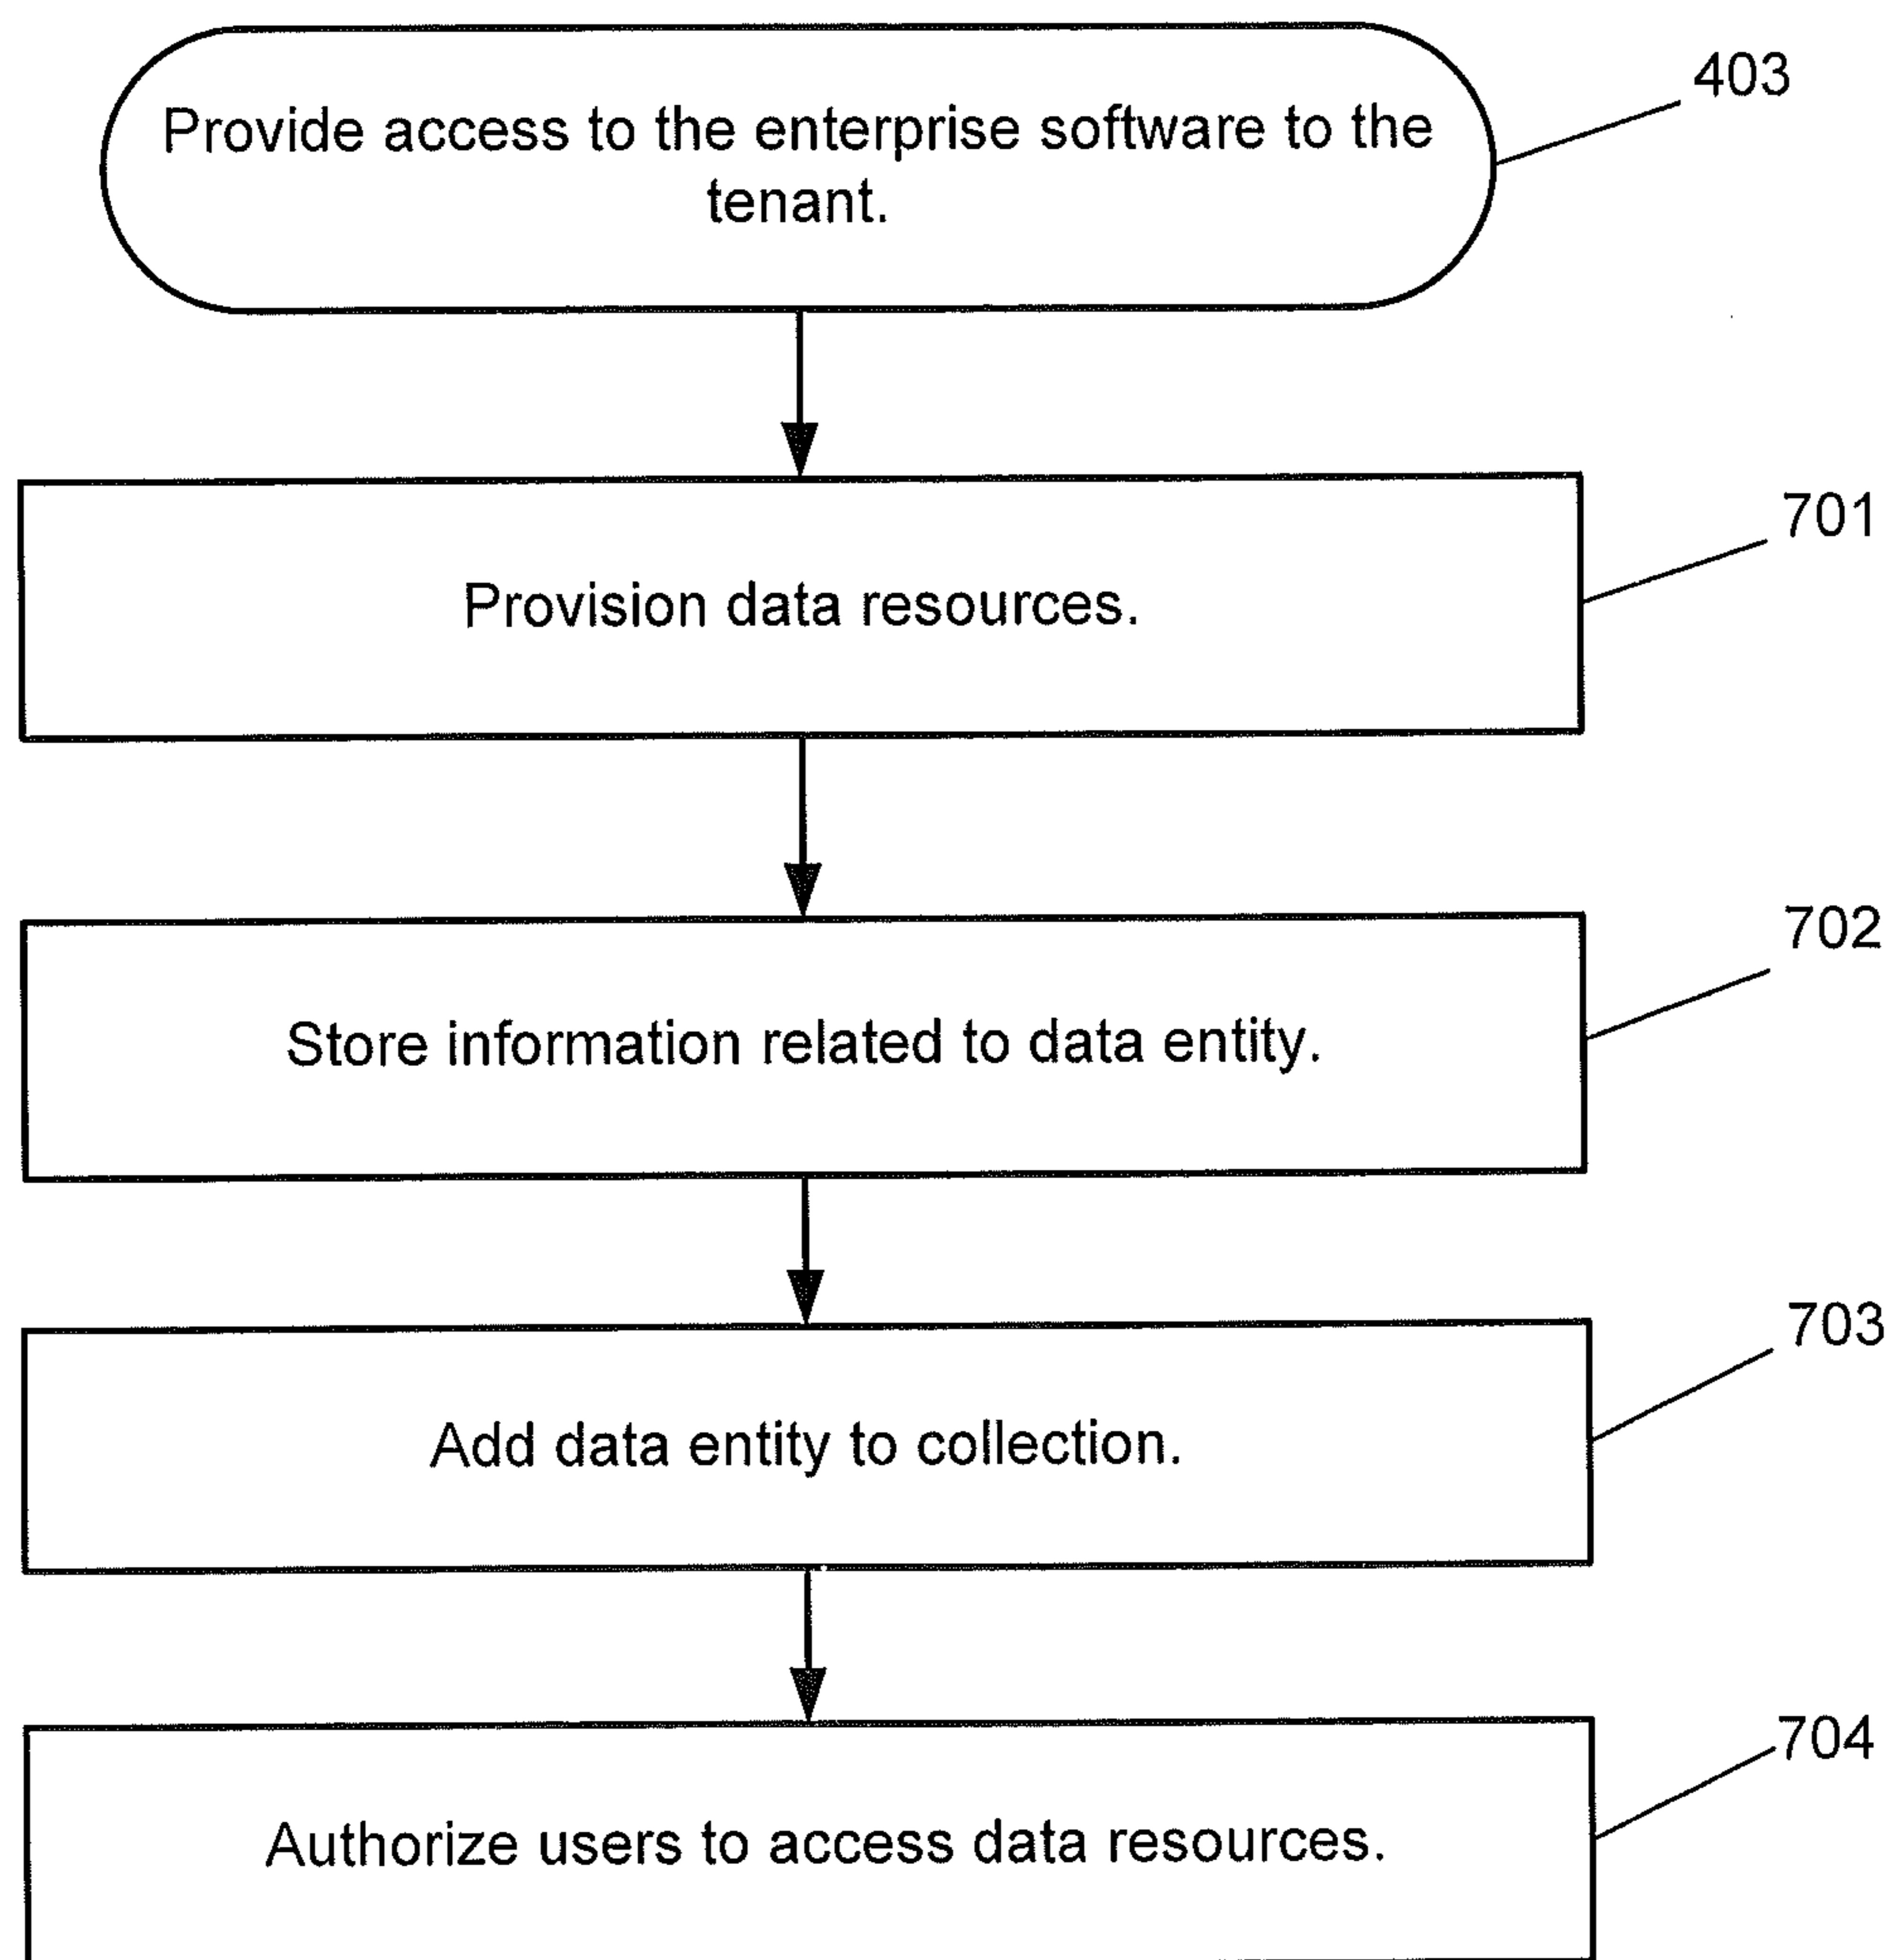 403
Provide access to the enterprise software to the
tenant.
701
Provision data resources.
702
Store information related to data entity.
703
Add data entity to collection.
704
Authorize users to access data resources.